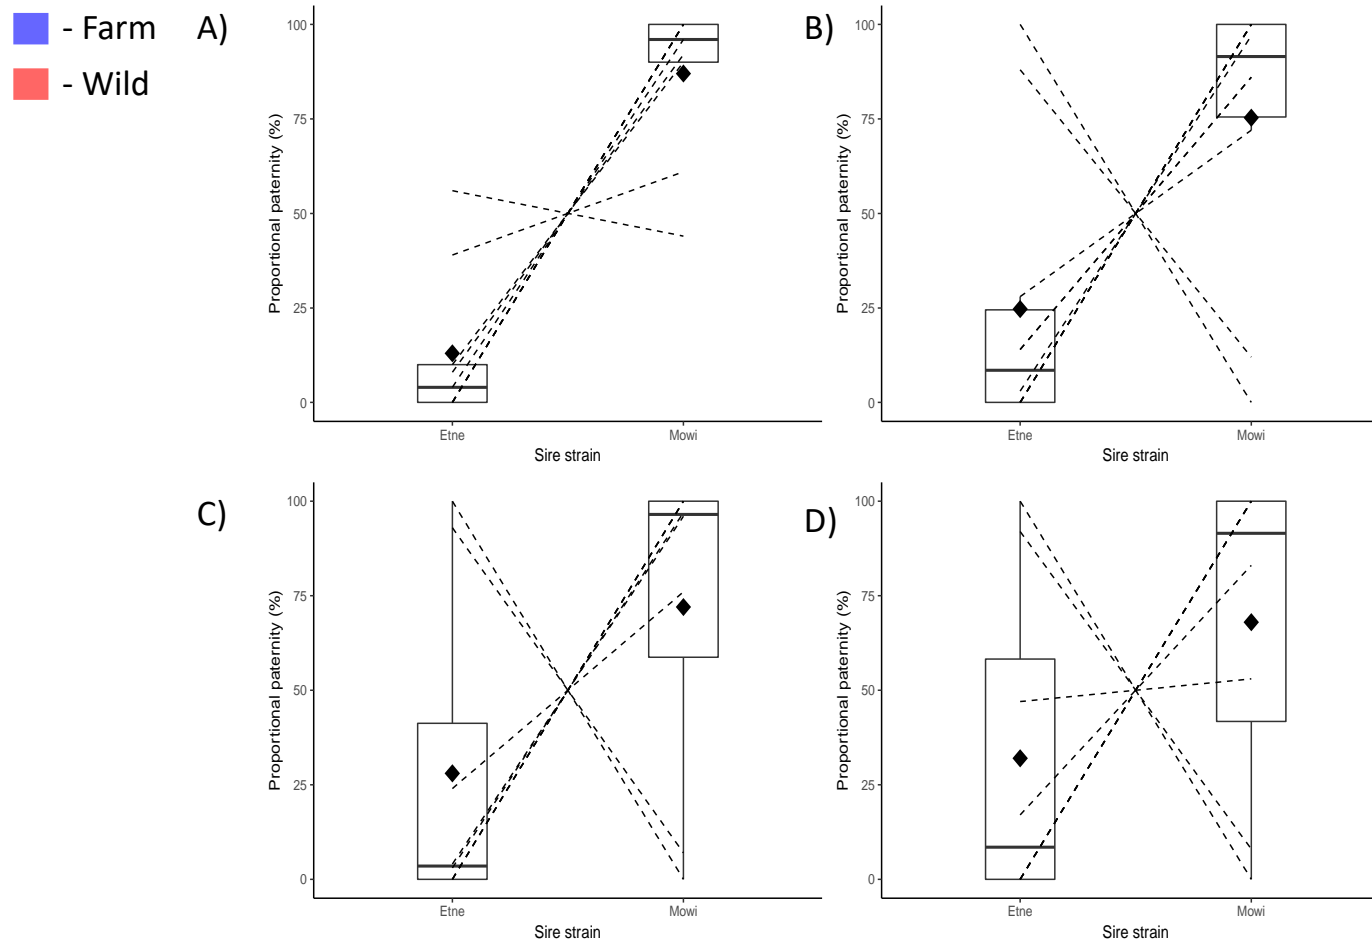 - Farm
- Wild
A)
Proportional paternity (%)
100
75
50
25
0
Etne
Mowi
Sire strain
B)
Proportional paternity (%)
100
75
50
25
0
Etne
Mowi
Sire strain
C)
Proportional paternity (%)
100
75
50
25
0
Etne
Mowi
Sire strain
D)
Proportional paternity (%)
100
75
50
25
0
Etne
Mowi
Sire strain